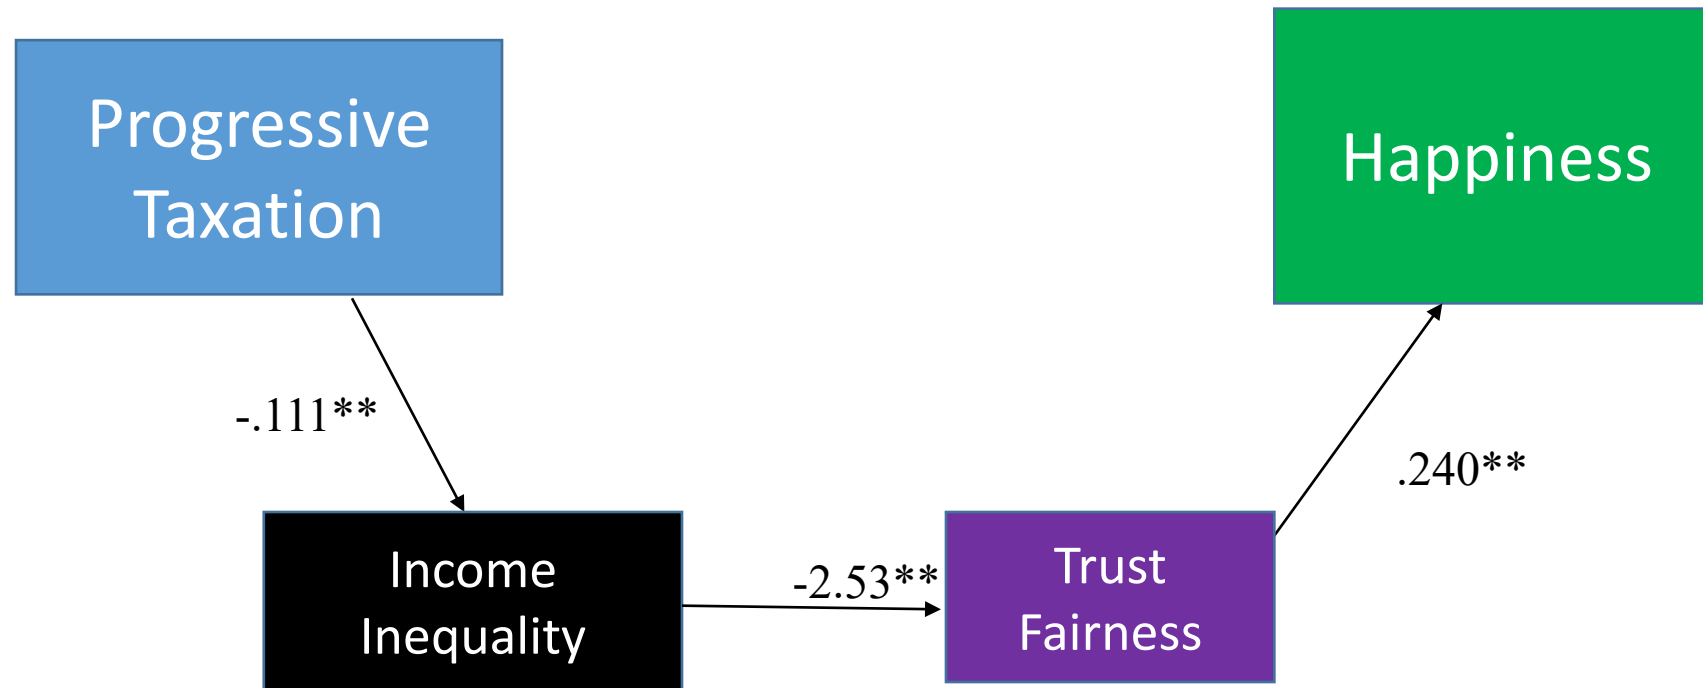 Progressive
Taxation
Happiness
-.111**
.240**
Income
Inequality
-2.53**
Trust
Fairness